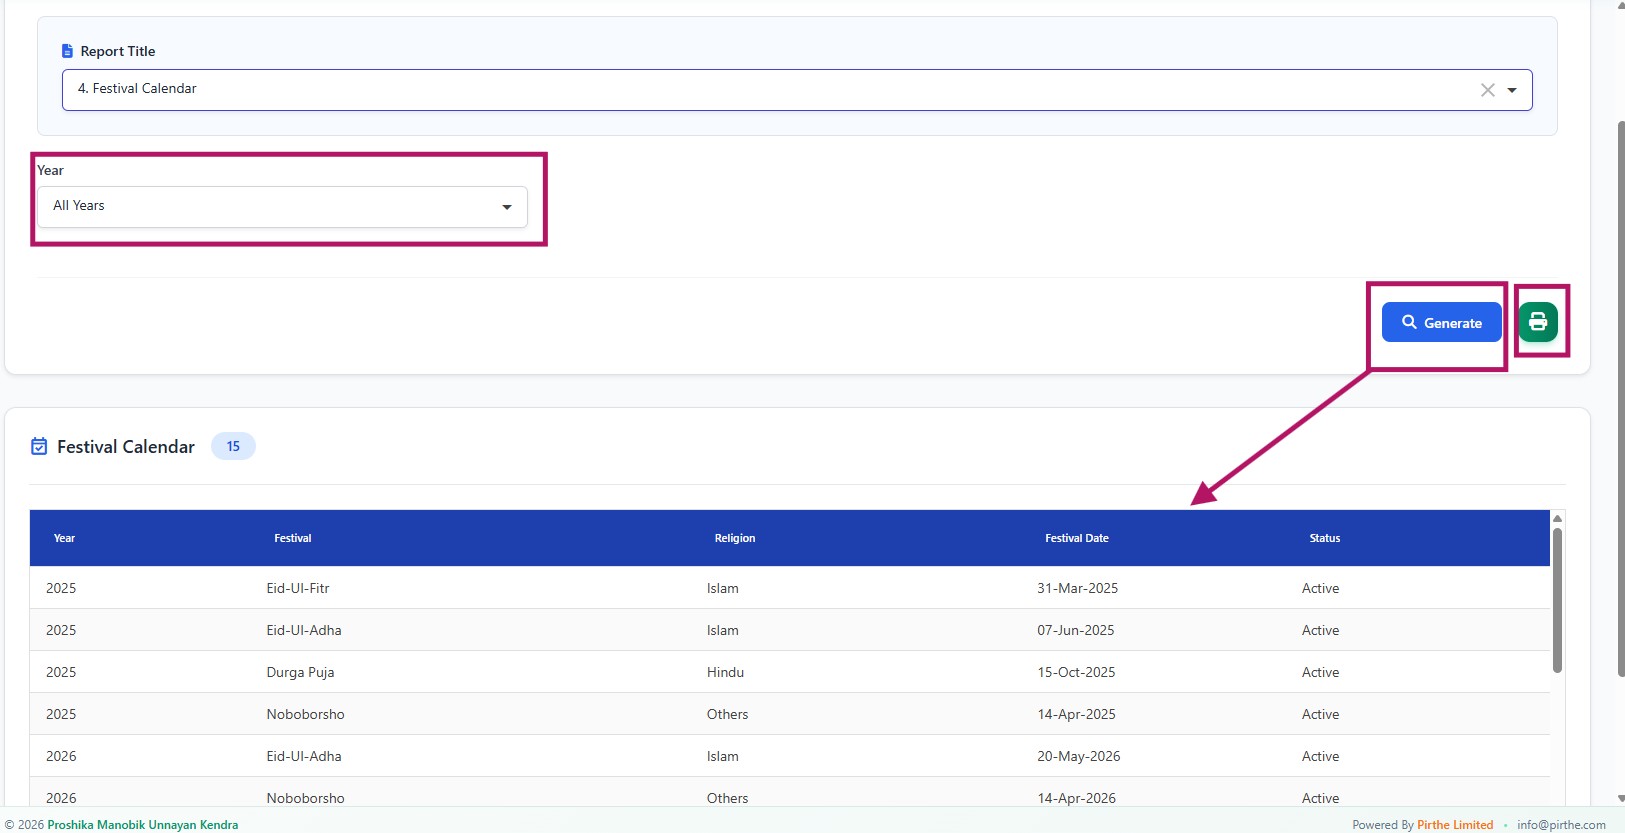 Report Title
4. Festival Calendar
Year
All Years
Generate
Festival Calendar 15
Year Festival Religion Festival Date Status
2025 Eid-Ul-Fitr Islam 31-Mar-2025 Active
2025 Eid-Ul-Adha Islam 07-Jun-2025 Active
2025 Durga Puja Hindu 15-Oct-2025 Active
2025 Noboborsho Others 14-Apr-2025 Active
2026 Eid-Ul-Adha Islam 20-May-2026 Active
2026 Noboborsho Others 14-Apr-2026 Active
© 2026 Proshika Manobik Unnayan Kendra Powered By Pirthe Limited • info@pirthe.com